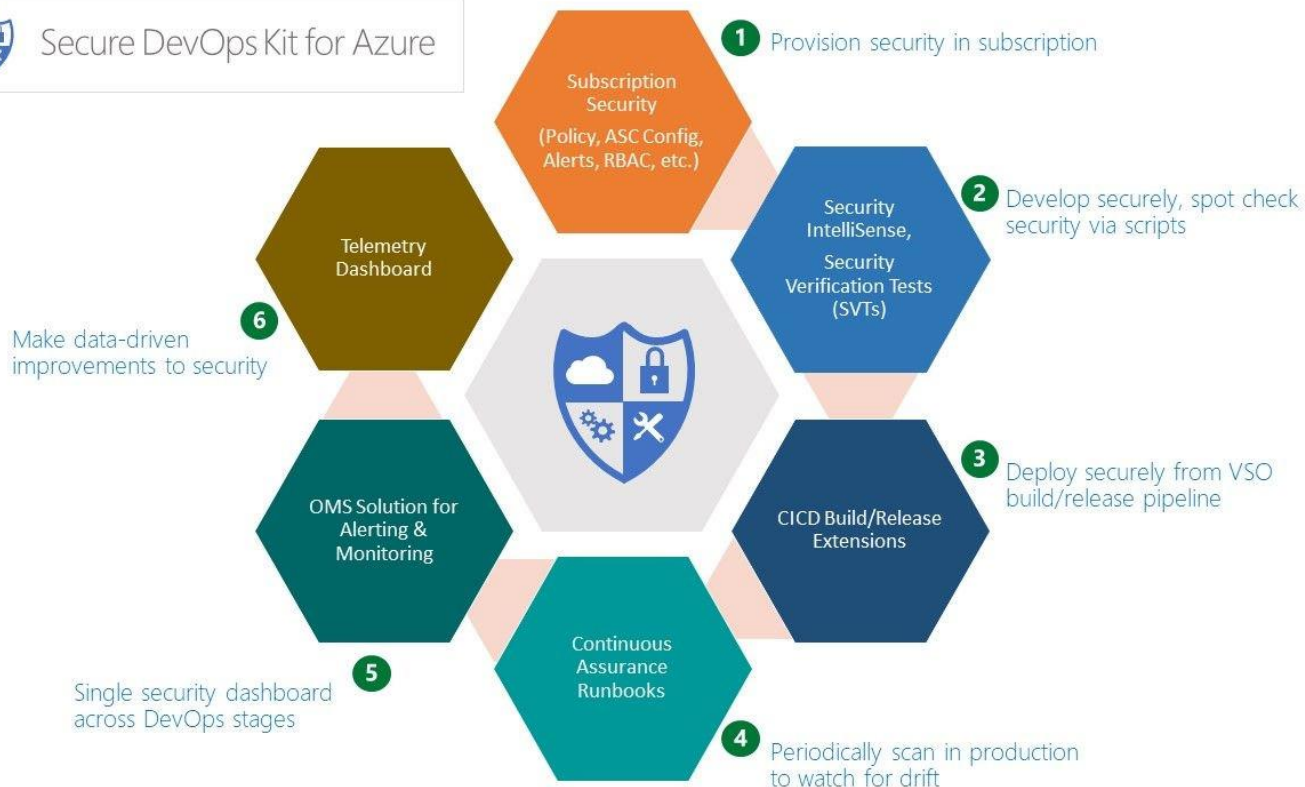 Secure DevOps Kit for Azure
1
Provision security in subscription
Subscription
Security
(Policy, ASC Config,
Alerts, RBAC, etc.)
2
Develop securely, spot check
security via scripts
Security
IntelliSense,
Security
Verification Tests
(SVTs)
3
Deploy securely from VSO
build/release pipeline
CICD Build/Release
Extensions
4
Periodically scan in production
to watch for drift
Continuous
Assurance
Runbooks
5
Single security dashboard
across DevOps stages
OMS Solution for
Alerting &
Monitoring
6
Make data-driven
improvements to security
Telemetry
Dashboard